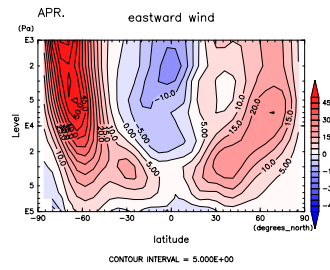 APR.
eastward wind
(Pa)
E3
2
5
E4
2
5
E5
Level
-10.0
0.00
5.00
-5.00
10.0
20.0
15.0
15.0
10.0
15.0
10.0
5.00
5.00
5.00
-90 -60 -30 0 30 60 90
(degrees_north)
latitude
45
30
15
0
-15
-30
-4
CONTOUR INTERVAL = 5.000E+00